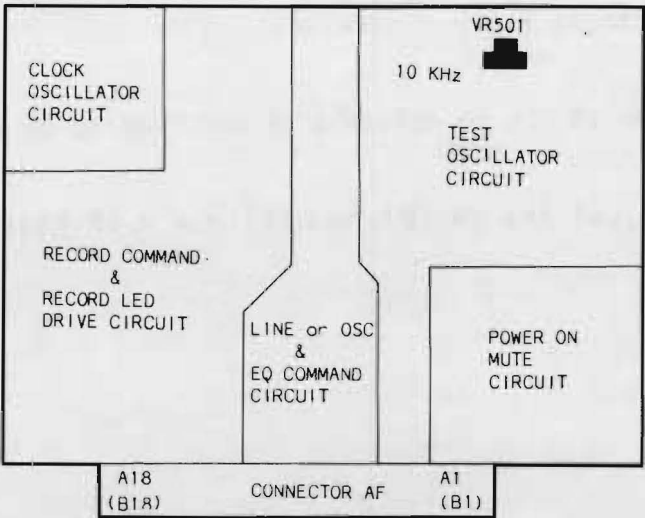 VR501
10 KHz
CLOCK
OSCILLATOR
CIRCUIT
TEST
OSCILLATOR
CIRCUIT
RECORD COMMAND
&
RECORD LED
DRIVE CIRCUIT
LINE or OSC
&
EQ COMMAND
CIRCUIT
POWER ON
MUTE
CIRCUIT
A18
(B18)
CONNECTOR AF
A1
(B1)